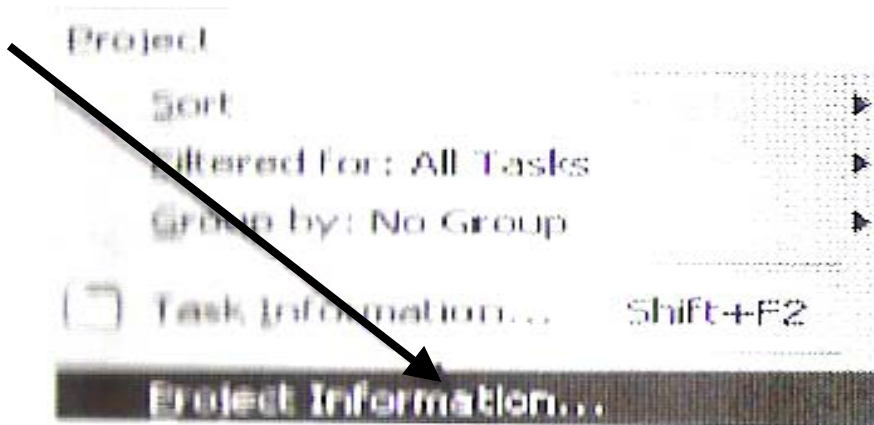 Project
Sort
Filtered for: All Tasks
Group by: No Group
Task Information... Shift+F2
Project Information...